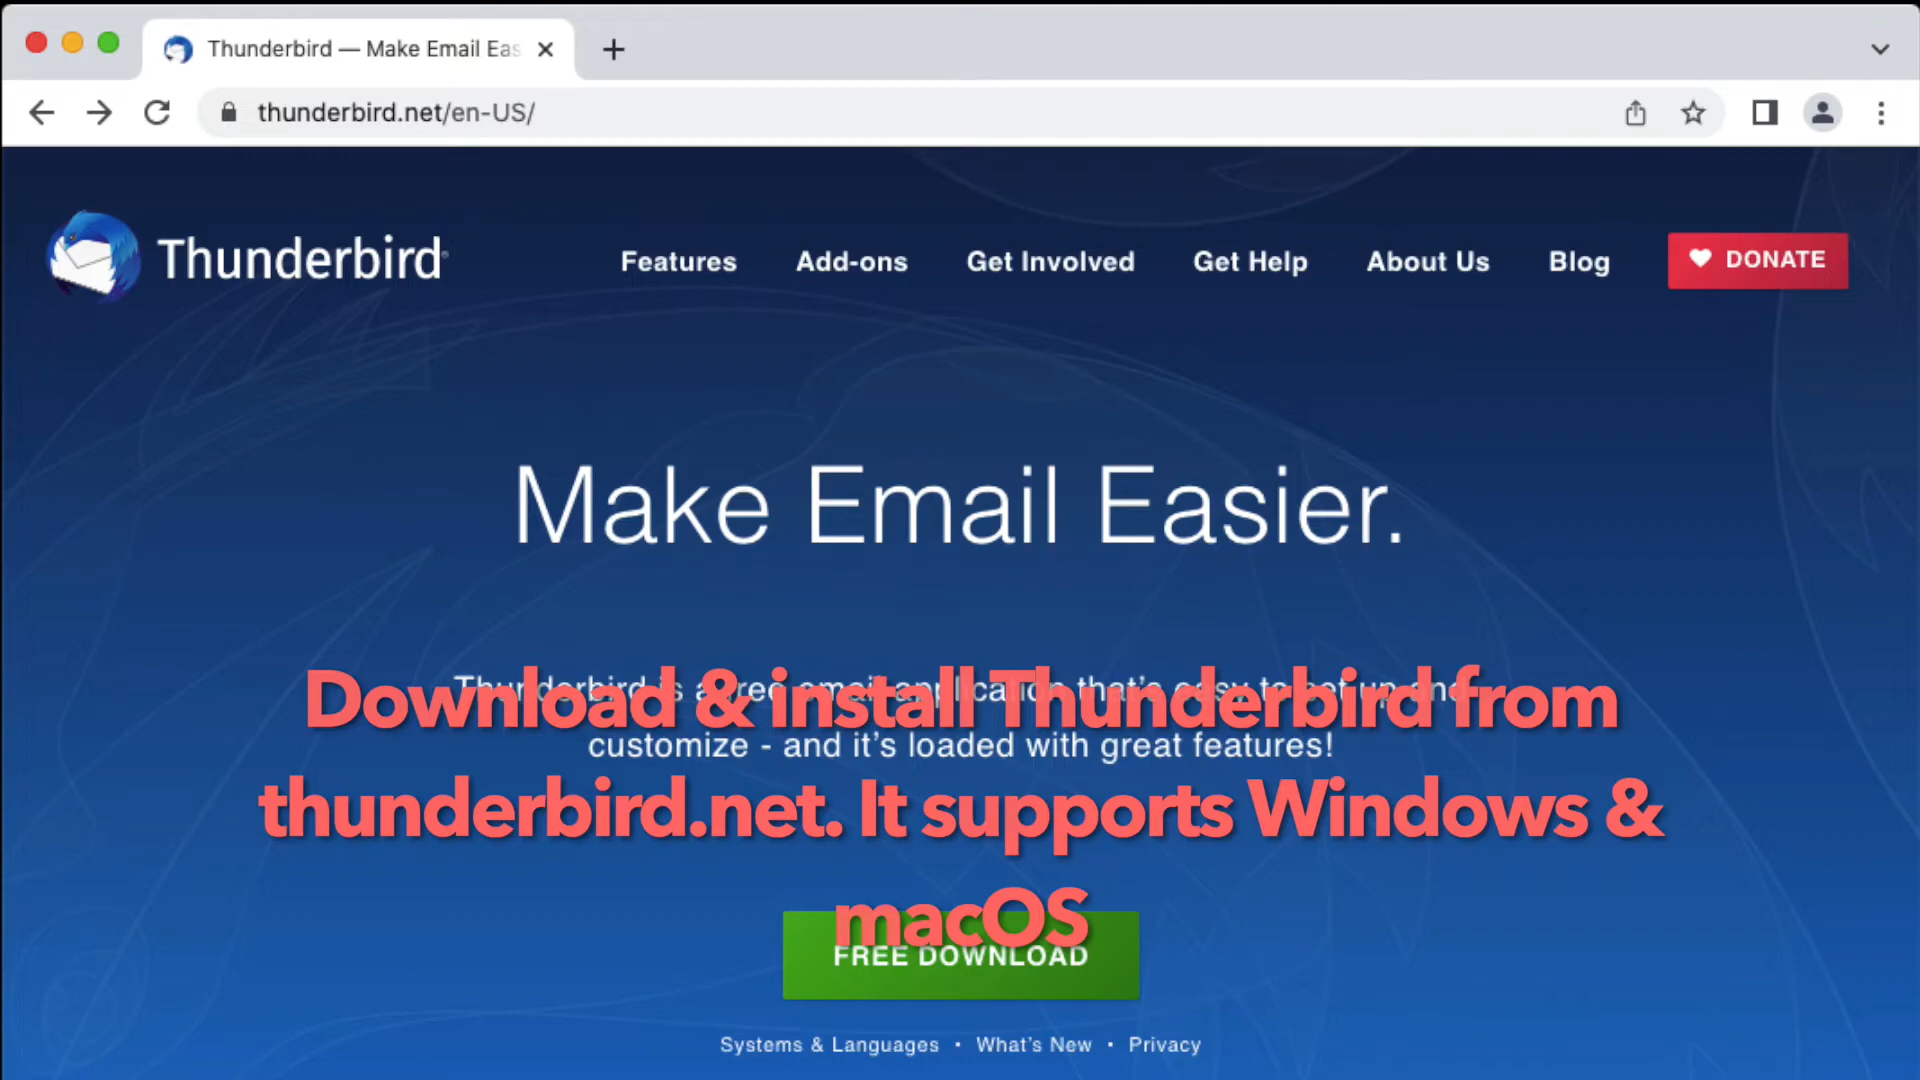 Thunderbird — Make Email Eas
thunderbird.net/en-US/
Thunderbird
Features
Add-ons
Get Involved
Get Help
About Us
Blog
DONATE
Make Email Easier.
Thunderbird is a free email application that's easy to set up and
customize - and it's loaded with great features!
Download & install Thunderbird from
thunderbird.net. It supports Windows &
macOS
FREE DOWNLOAD
Systems & Languages • What's New • Privacy